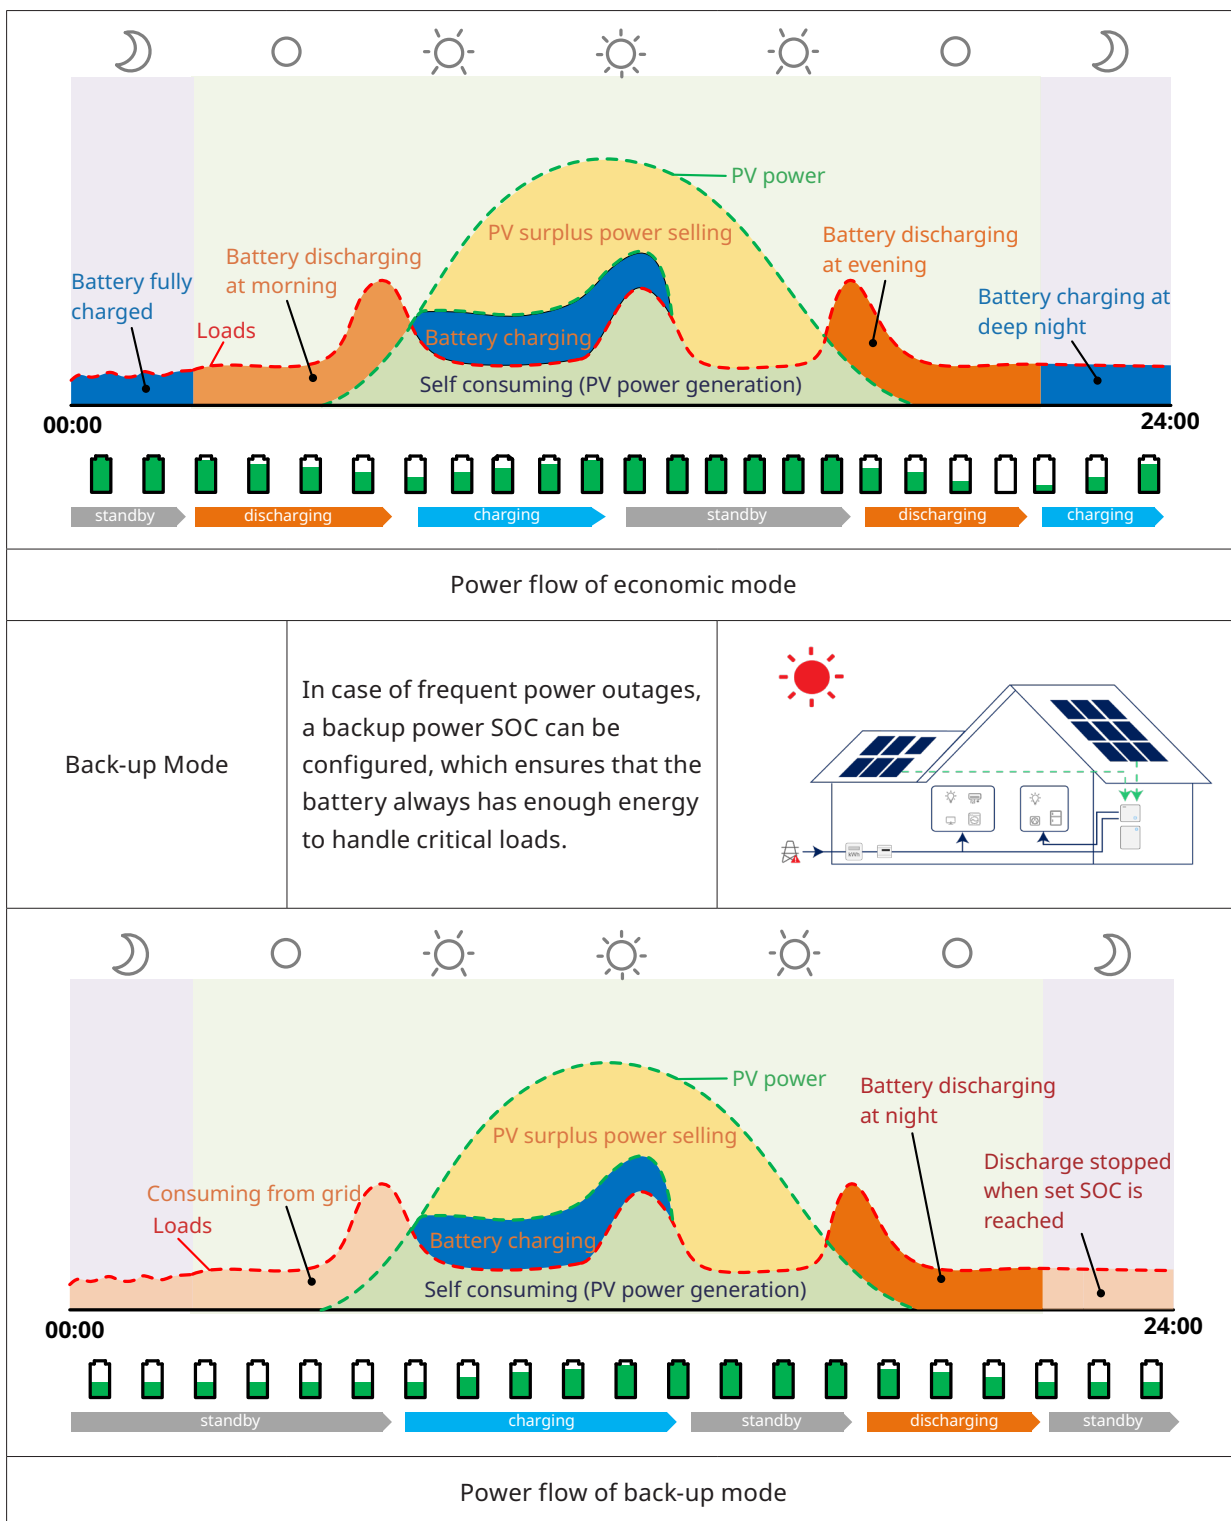 PV power
PV surplus power selling
Battery discharging
at morning
Battery discharging
at evening
Battery fully
charged
Battery charging at
deep night
Loads
Battery charging
Self consuming (PV power generation)
00:00
24:00
standby
discharging
charging
standby
discharging
charging
Power flow of economic mode
Back-up Mode
In case of frequent power outages,
a backup power SOC can be
configured, which ensures that the
battery always has enough energy
to handle critical loads.
kWh
PV power
Battery discharging
at night
PV surplus power selling
Discharge stopped
when set SOC is
reached
Consuming from grid
Loads
Battery charging
Self consuming (PV power generation)
00:00
24:00
standby
charging
standby
discharging
standby
Power flow of back-up mode